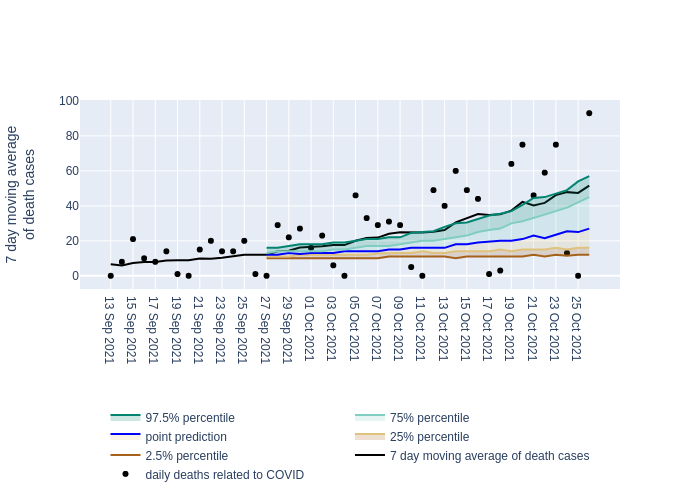 7 day moving average
of death cases
100
80
60
40
20
0
13 Sep 2021
15 Sep 2021
17 Sep 2021
19 Sep 2021
21 Sep 2021
23 Sep 2021
25 Sep 2021
27 Sep 2021
29 Sep 2021
01 Oct 2021
03 Oct 2021
05 Oct 2021
07 Oct 2021
09 Oct 2021
11 Oct 2021
13 Oct 2021
15 Oct 2021
17 Oct 2021
19 Oct 2021
21 Oct 2021
23 Oct 2021
25 Oct 2021
97.5% percentile
75% percentile
point prediction
25% percentile
2.5% percentile
7 day moving average of death cases
daily deaths related to COVID